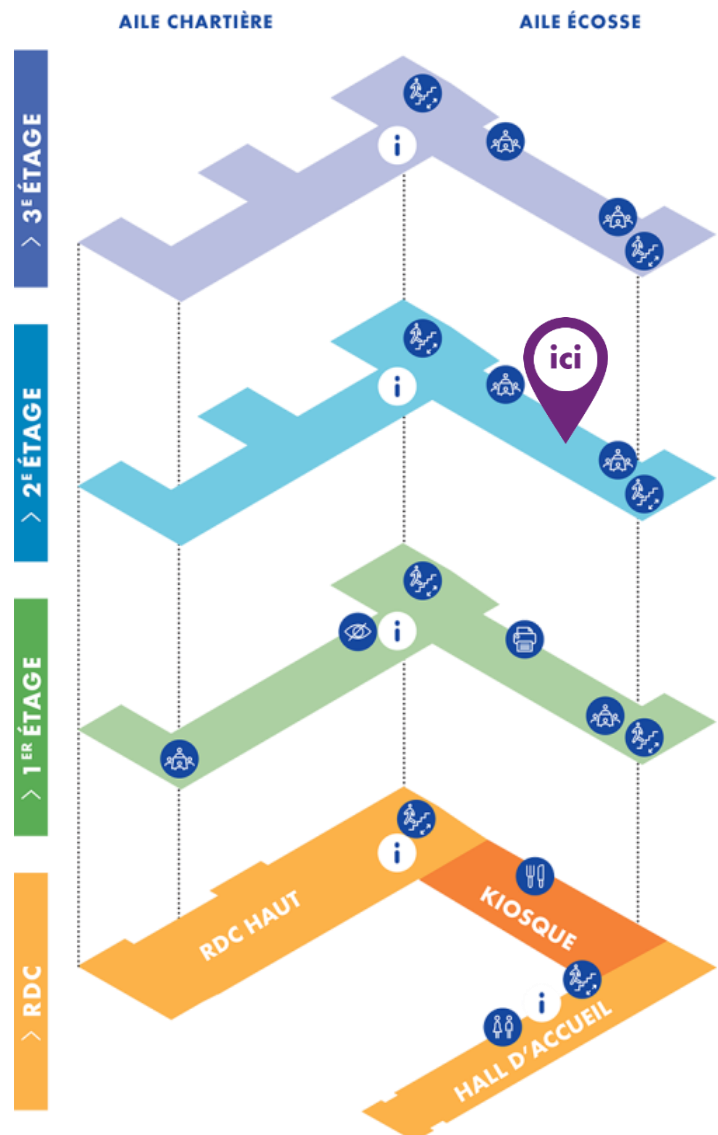 AILE CHARTIÈRE
AILE ÉCOSSE
> 3E ÉTAGE
i
> 2E ÉTAGE
ici
i
> 1ER ÉTAGE
i
> RDC
i
RDC HAUT
KIOSQUE
i
HALL D'ACCUEIL